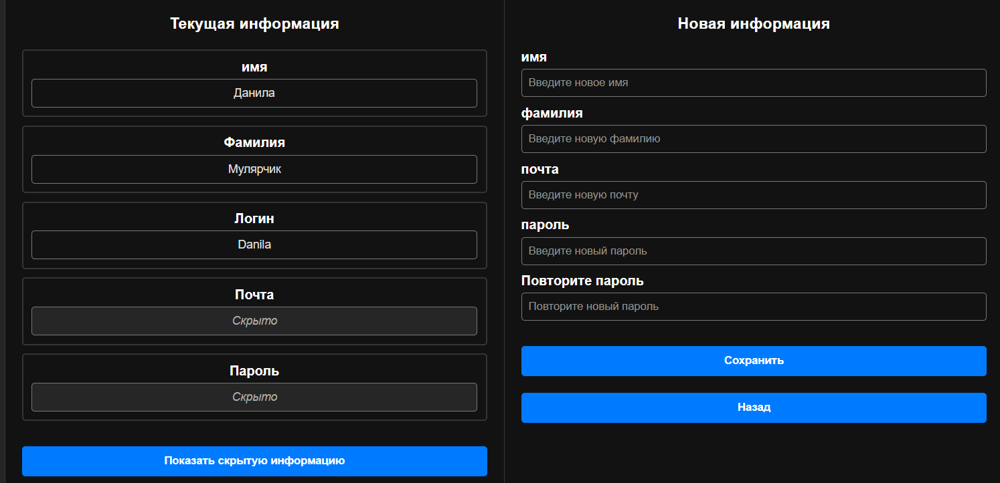 Текущая информация
имя
Данила
Фамилия
Мулярчик
Логин
Danila
Почта
Скрыто
Пароль
Скрыто
Показать скрытую информацию
Новая информация
имя
Введите новое имя
фамилия
Введите новую фамилию
почта
Введите новую почту
пароль
Введите новый пароль
Повторите пароль
Повторите новый пароль
Сохранить
Назад